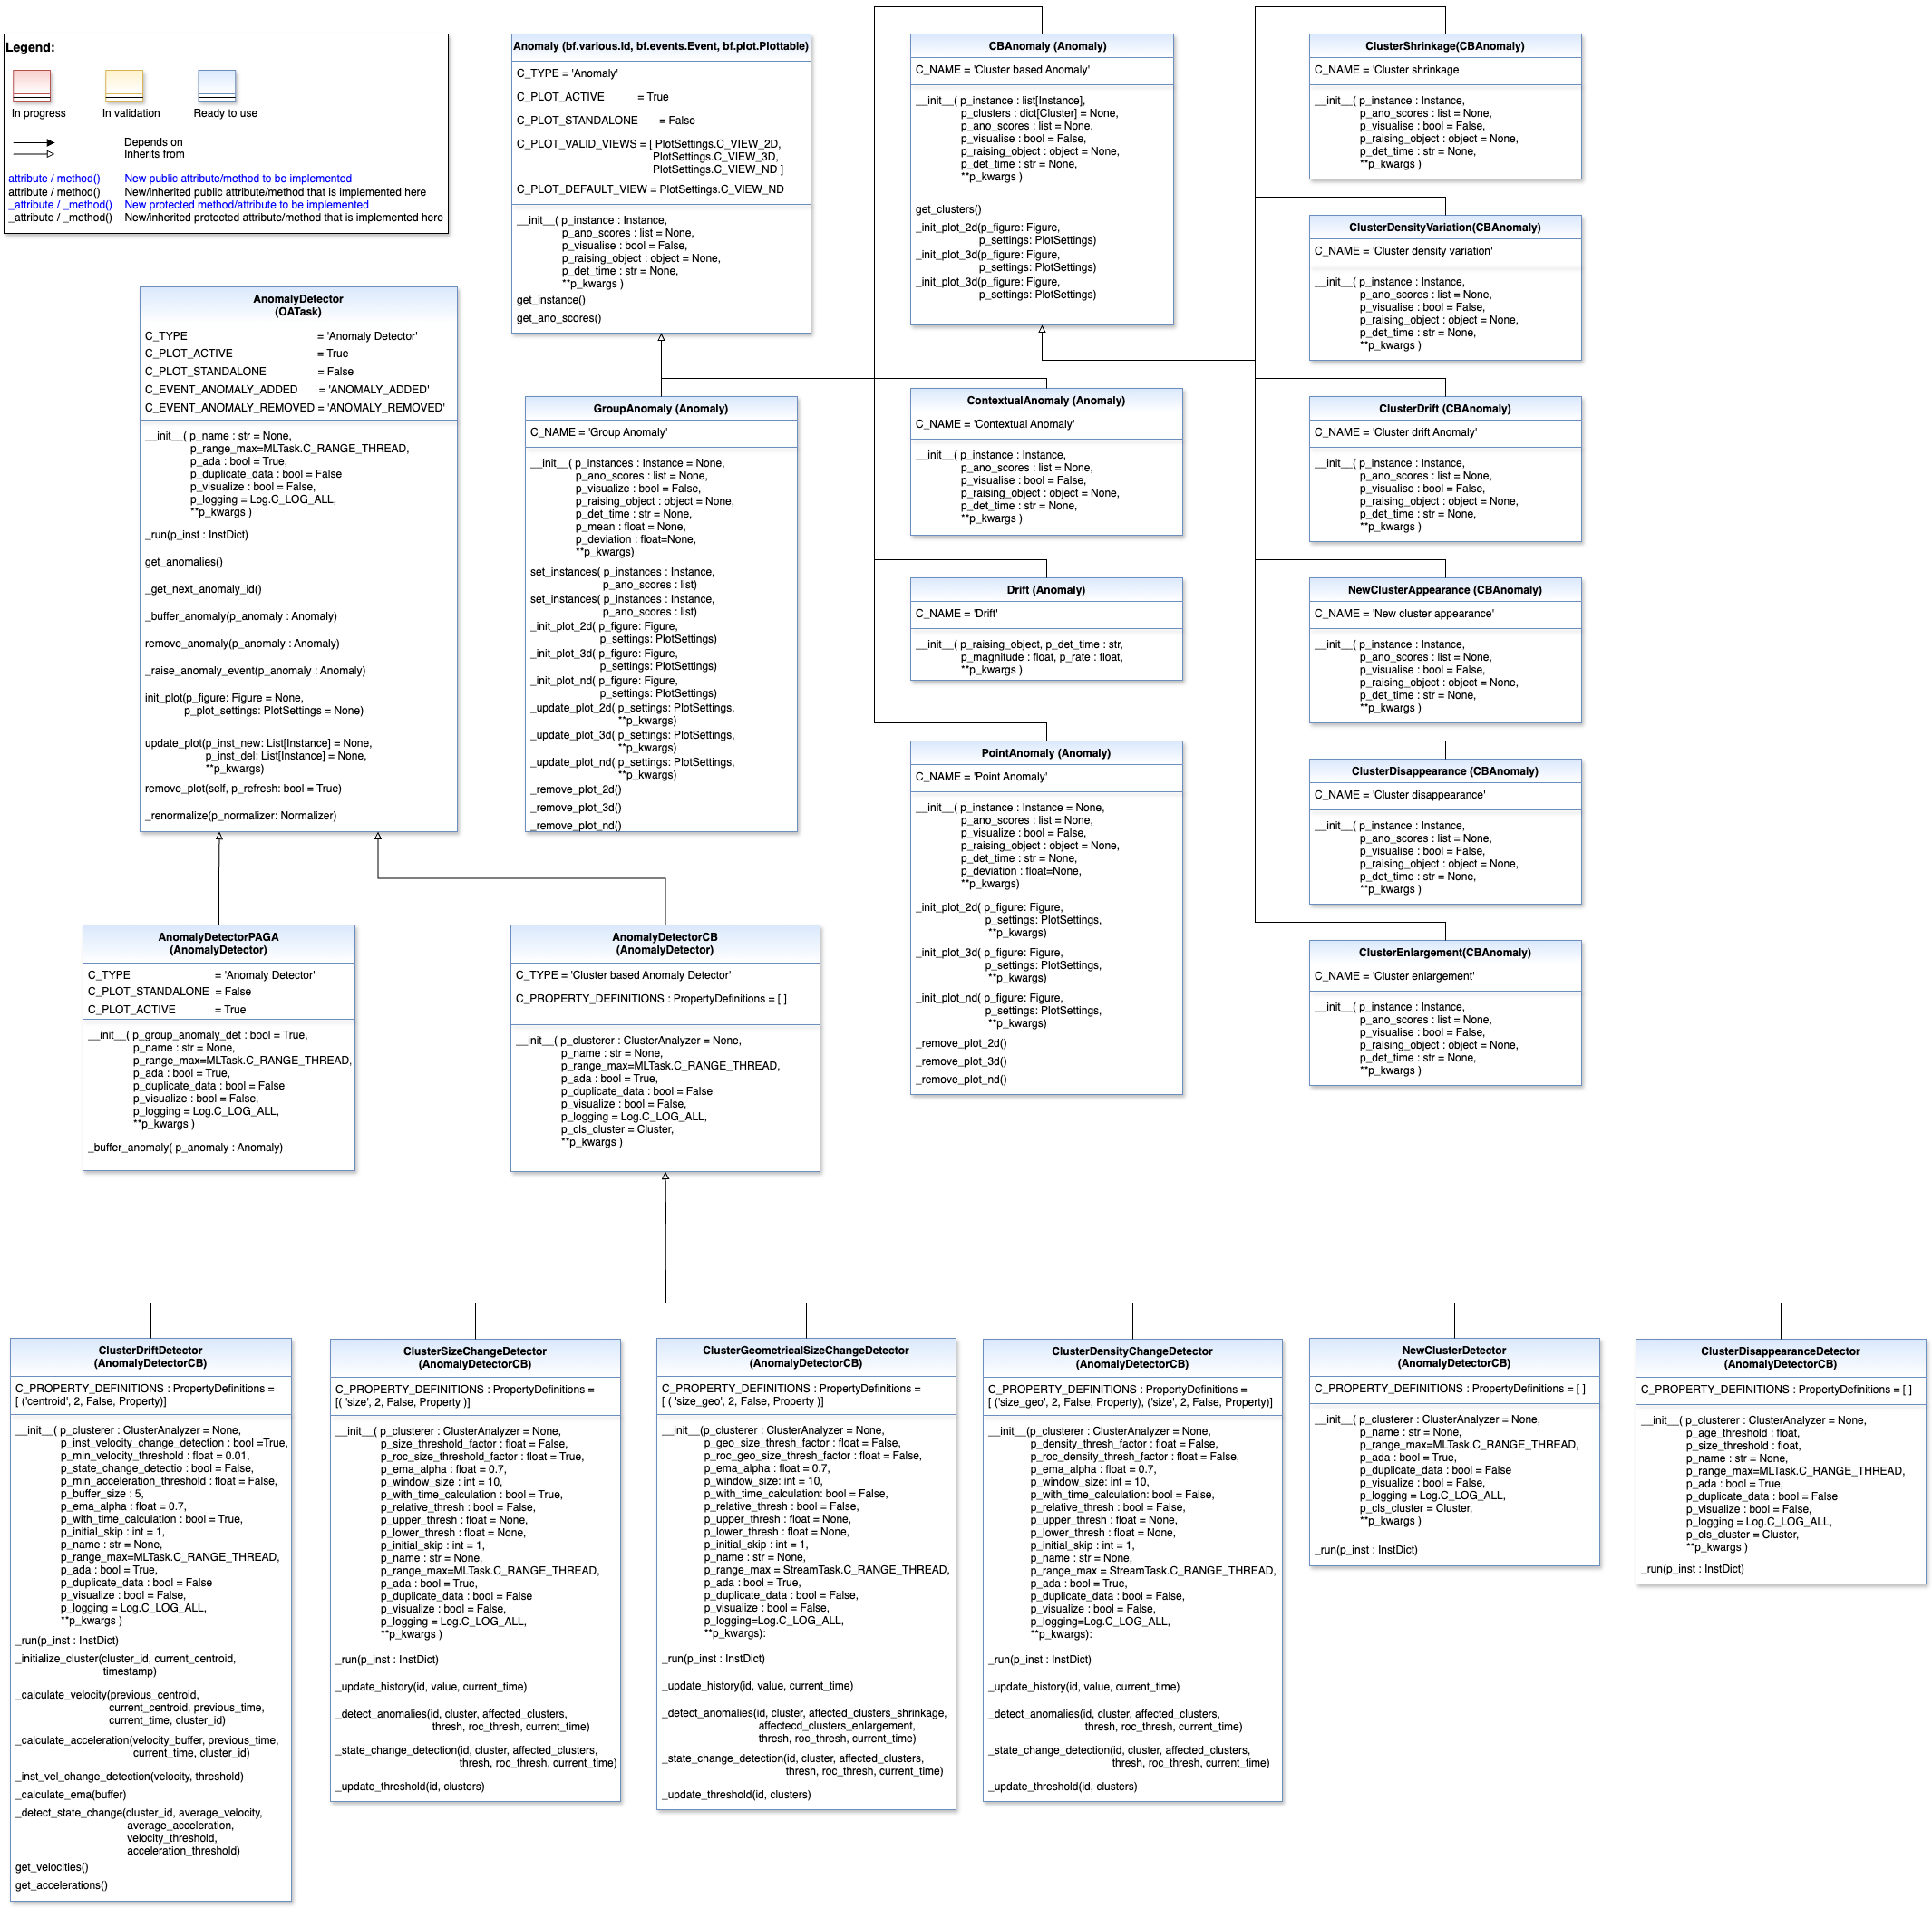 Legend:
In progress
In validation
Ready to use
Depends on
Inherits from
attribute / method() New public attribute/method to be implemented
attribute / method() New/inherited public attribute/method that is implemented here
_attribute / _method() New protected method/attribute to be implemented
_attribute / _method() New/inherited protected attribute/method that is implemented here
Anomaly (bf.various.Id, bf.events.Event, bf.plot.Plottable)
C_TYPE = 'Anomaly'
C_PLOT_ACTIVE = True
C_PLOT_STANDALONE = False
C_PLOT_VALID_VIEWS = [ PlotSettings.C_VIEW_2D,
PlotSettings.C_VIEW_3D,
PlotSettings.C_VIEW_ND ]
C_PLOT_DEFAULT_VIEW = PlotSettings.C_VIEW_ND
__init__( p_instance : Instance,
p_ano_scores : list = None,
p_visualise : bool = False,
p_raising_object : object = None,
p_det_time : str = None,
**p_kwargs )
get_instance()
get_ano_scores()
CBAnomaly (Anomaly)
C_NAME = 'Cluster based Anomaly'
__init__( p_instance : list[Instance],
p_clusters : dict[Cluster] = None,
p_ano_scores : list = None,
p_visualise : bool = False,
p_raising_object : object = None,
p_det_time : str = None,
**p_kwargs )
get_clusters()
_init_plot_2d(p_figure: Figure,
p_settings: PlotSettings)
_init_plot_3d(p_figure: Figure,
p_settings: PlotSettings)
_init_plot_3d(p_figure: Figure,
p_settings: PlotSettings)
ClusterShrinkage(CBAnomaly)
C_NAME = 'Cluster shrinkage
__init__( p_instance : Instance,
p_ano_scores : list = None,
p_visualise : bool = False,
p_raising_object : object = None,
p_det_time : str = None,
**p_kwargs )
ClusterDensityVariation(CBAnomaly)
C_NAME = 'Cluster density variation'
__init__( p_instance : Instance,
p_ano_scores : list = None,
p_visualise : bool = False,
p_raising_object : object = None,
p_det_time : str = None,
**p_kwargs )
AnomalyDetector
(OATask)
C_TYPE = 'Anomaly Detector'
C_PLOT_ACTIVE = True
C_PLOT_STANDALONE = False
C_EVENT_ANOMALY_ADDED = 'ANOMALY_ADDED'
C_EVENT_ANOMALY_REMOVED = 'ANOMALY_REMOVED'
__init__( p_name : str = None,
p_range_max=MLTask.C_RANGE_THREAD,
p_ada : bool = True,
p_duplicate_data : bool = False
p_visualize : bool = False,
p_logging = Log.C_LOG_ALL,
**p_kwargs )
_run(p_inst : InstDict)
get_anomalies()
_get_next_anomaly_id()
_buffer_anomaly(p_anomaly : Anomaly)
remove_anomaly(p_anomaly : Anomaly)
_raise_anomaly_event(p_anomaly : Anomaly)
init_plot(p_figure: Figure = None,
p_plot_settings: PlotSettings = None)
update_plot(p_inst_new: List[Instance] = None,
p_inst_del: List[Instance] = None,
**p_kwargs)
remove_plot(self, p_refresh: bool = True)
_renormalize(p_normalizer: Normalizer)
GroupAnomaly (Anomaly)
C_NAME = 'Group Anomaly'
__init__( p_instances : Instance = None,
p_ano_scores : list = None,
p_visualize : bool = False,
p_raising_object : object = None,
p_det_time : str = None,
p_mean : float = None,
p_deviation : float=None,
**p_kwargs)
set_instances( p_instances : Instance,
p_ano_scores : list)
set_instances( p_instances : Instance,
p_ano_scores : list)
_init_plot_2d( p_figure: Figure,
p_settings: PlotSettings)
_init_plot_3d( p_figure: Figure,
p_settings: PlotSettings)
_init_plot_nd( p_figure: Figure,
p_settings: PlotSettings)
_update_plot_2d( p_settings: PlotSettings,
**p_kwargs)
_update_plot_3d( p_settings: PlotSettings,
**p_kwargs)
_update_plot_nd( p_settings: PlotSettings,
**p_kwargs)
_remove_plot_2d()
_remove_plot_3d()
_remove_plot_nd()
ContextualAnomaly (Anomaly)
C_NAME = 'Contextual Anomaly'
__init__( p_instance : Instance,
p_ano_scores : list = None,
p_visualise : bool = False,
p_raising_object : object = None,
p_det_time : str = None,
**p_kwargs )
Drift (Anomaly)
C_NAME = 'Drift'
__init__( p_raising_object, p_det_time : str,
p_magnitude : float, p_rate : float,
**p_kwargs )
PointAnomaly (Anomaly)
C_NAME = 'Point Anomaly'
__init__( p_instance : Instance = None,
p_ano_scores : list = None,
p_visualize : bool = False,
p_raising_object : object = None,
p_det_time : str = None,
p_deviation : float=None,
**p_kwargs)
_init_plot_2d( p_figure: Figure,
p_settings: PlotSettings,
**p_kwargs)
_init_plot_3d( p_figure: Figure,
p_settings: PlotSettings,
**p_kwargs)
_init_plot_nd( p_figure: Figure,
p_settings: PlotSettings,
**p_kwargs)
_remove_plot_2d()
_remove_plot_3d()
_remove_plot_nd()
ClusterDrift (CBAnomaly)
C_NAME = 'Cluster drift Anomaly'
__init__( p_instance : Instance,
p_ano_scores : list = None,
p_visualise : bool = False,
p_raising_object : object = None,
p_det_time : str = None,
**p_kwargs )
NewClusterAppearance (CBAnomaly)
C_NAME = 'New cluster appearance'
__init__( p_instance : Instance,
p_ano_scores : list = None,
p_visualise : bool = False,
p_raising_object : object = None,
p_det_time : str = None,
**p_kwargs )
ClusterDisappearance (CBAnomaly)
C_NAME = 'Cluster disappearance'
__init__( p_instance : Instance,
p_ano_scores : list = None,
p_visualise : bool = False,
p_raising_object : object = None,
p_det_time : str = None,
**p_kwargs )
ClusterEnlargement(CBAnomaly)
C_NAME = 'Cluster enlargement'
__init__( p_instance : Instance,
p_ano_scores : list = None,
p_visualise : bool = False,
p_raising_object : object = None,
p_det_time : str = None,
**p_kwargs )
AnomalyDetectorPAGA
(AnomalyDetector)
C_TYPE = 'Anomaly Detector'
C_PLOT_STANDALONE = False
C_PLOT_ACTIVE = True
__init__( p_group_anomaly_det : bool = True,
p_name : str = None,
p_range_max=MLTask.C_RANGE_THREAD,
p_ada : bool = True,
p_duplicate_data : bool = False
p_visualize : bool = False,
p_logging = Log.C_LOG_ALL,
**p_kwargs )
_buffer_anomaly( p_anomaly : Anomaly)
AnomalyDetectorCB
(AnomalyDetector)
C_TYPE = 'Cluster based Anomaly Detector'
C_PROPERTY_DEFINITIONS : PropertyDefinitions = [ ]
__init__( p_clusterer : ClusterAnalyzer = None,
p_name : str = None,
p_range_max=MLTask.C_RANGE_THREAD,
p_ada : bool = True,
p_duplicate_data : bool = False
p_visualize : bool = False,
p_logging = Log.C_LOG_ALL,
p_cls_cluster = Cluster,
**p_kwargs )
ClusterDriftDetector
(AnomalyDetectorCB)
C_PROPERTY_DEFINITIONS : PropertyDefinitions =
[ ('centroid', 2, False, Property)]
__init__( p_clusterer : ClusterAnalyzer = None,
p_inst_velocity_change_detection : bool =True,
p_min_velocity_threshold : float = 0.01,
p_state_change_detectio : bool = False,
p_min_acceleration_threshold : float = False,
p_buffer_size : 5,
p_ema_alpha : float = 0.7,
p_with_time_calculation : bool = True,
p_initial_skip : int = 1,
p_name : str = None,
p_range_max=MLTask.C_RANGE_THREAD,
p_ada : bool = True,
p_duplicate_data : bool = False
p_visualize : bool = False,
p_logging = Log.C_LOG_ALL,
**p_kwargs )
_run(p_inst : InstDict)
_initialize_cluster(cluster_id, current_centroid,
timestamp)
_calculate_velocity(previous_centroid,
current_centroid, previous_time,
current_time, cluster_id)
_calculate_acceleration(velocity_buffer, previous_time,
current_time, cluster_id)
_inst_vel_change_detection(velocity, threshold)
_calculate_ema(buffer)
_detect_state_change(cluster_id, average_velocity,
average_acceleration,
velocity_threshold,
acceleration_threshold)
get_velocities()
get_accelerations()
ClusterSizeChangeDetector
(AnomalyDetectorCB)
C_PROPERTY_DEFINITIONS : PropertyDefinitions =
[( 'size', 2, False, Property )]
__init__( p_clusterer : ClusterAnalyzer = None,
p_size_threshold_factor : float = False,
p_roc_size_threshold_factor : float = True,
p_ema_alpha : float = 0.7,
p_window_size : int = 10,
p_with_time_calculation : bool = True,
p_relative_thresh : bool = False,
p_upper_thresh : float = None,
p_lower_thresh : float = None,
p_initial_skip : int = 1,
p_name : str = None,
p_range_max=MLTask.C_RANGE_THREAD,
p_ada : bool = True,
p_duplicate_data : bool = False
p_visualize : bool = False,
p_logging = Log.C_LOG_ALL,
**p_kwargs )
_run(p_inst : InstDict)
_update_history(id, value, current_time)
_detect_anomalies(id, cluster, affected_clusters,
thresh, roc_thresh, current_time)
_state_change_detection(id, cluster, affected_clusters,
thresh, roc_thresh, current_time)
_update_threshold(id, clusters)
ClusterGeometricalSizeChangeDetector
(AnomalyDetectorCB)
C_PROPERTY_DEFINITIONS : PropertyDefinitions =
[ ( 'size_geo', 2, False, Property )]
__init__(p_clusterer : ClusterAnalyzer = None,
p_geo_size_thresh_factor : float = False,
p_roc_geo_size_thresh_factor : float = False,
p_ema_alpha : float = 0.7,
p_window_size: int = 10,
p_with_time_calculation: bool = False,
p_relative_thresh : bool = False,
p_upper_thresh : float = None,
p_lower_thresh : float = None,
p_initial_skip : int = 1,
p_name : str = None,
p_range_max = StreamTask.C_RANGE_THREAD,
p_ada : bool = True,
p_duplicate_data : bool = False,
p_visualize : bool = False,
p_logging=Log.C_LOG_ALL,
**p_kwargs):
_run(p_inst : InstDict)
_update_history(id, value, current_time)
_detect_anomalies(id, cluster, affected_clusters_shrinkage,
affectecd_clusters_enlargement,
thresh, roc_thresh, current_time)
_state_change_detection(id, cluster, affected_clusters,
thresh, roc_thresh, current_time)
_update_threshold(id, clusters)
ClusterDensityChangeDetector
(AnomalyDetectorCB)
C_PROPERTY_DEFINITIONS : PropertyDefinitions =
[ ('size_geo', 2, False, Property), ('size', 2, False, Property)]
__init__(p_clusterer : ClusterAnalyzer = None,
p_density_thresh_factor : float = False,
p_roc_density_thresh_factor : float = False,
p_ema_alpha : float = 0.7,
p_window_size: int = 10,
p_with_time_calculation: bool = False,
p_relative_thresh : bool = False,
p_upper_thresh : float = None,
p_lower_thresh : float = None,
p_initial_skip : int = 1,
p_name : str = None,
p_range_max = StreamTask.C_RANGE_THREAD,
p_ada : bool = True,
p_duplicate_data : bool = False,
p_visualize : bool = False,
p_logging=Log.C_LOG_ALL,
**p_kwargs):
_run(p_inst : InstDict)
_update_history(id, value, current_time)
_detect_anomalies(id, cluster, affected_clusters,
thresh, roc_thresh, current_time)
_state_change_detection(id, cluster, affected_clusters,
thresh, roc_thresh, current_time)
_update_threshold(id, clusters)
NewClusterDetector
(AnomalyDetectorCB)
C_PROPERTY_DEFINITIONS : PropertyDefinitions = [ ]
__init__( p_clusterer : ClusterAnalyzer = None,
p_name : str = None,
p_range_max=MLTask.C_RANGE_THREAD,
p_ada : bool = True,
p_duplicate_data : bool = False
p_visualize : bool = False,
p_logging = Log.C_LOG_ALL,
p_cls_cluster = Cluster,
**p_kwargs )
_run(p_inst : InstDict)
ClusterDisappearanceDetector
(AnomalyDetectorCB)
C_PROPERTY_DEFINITIONS : PropertyDefinitions = [ ]
__init__( p_clusterer : ClusterAnalyzer = None,
p_age_threshold : float,
p_size_threshold : float,
p_name : str = None,
p_range_max=MLTask.C_RANGE_THREAD,
p_ada : bool = True,
p_duplicate_data : bool = False
p_visualize : bool = False,
p_logging = Log.C_LOG_ALL,
p_cls_cluster = Cluster,
**p_kwargs )
_run(p_inst : InstDict)